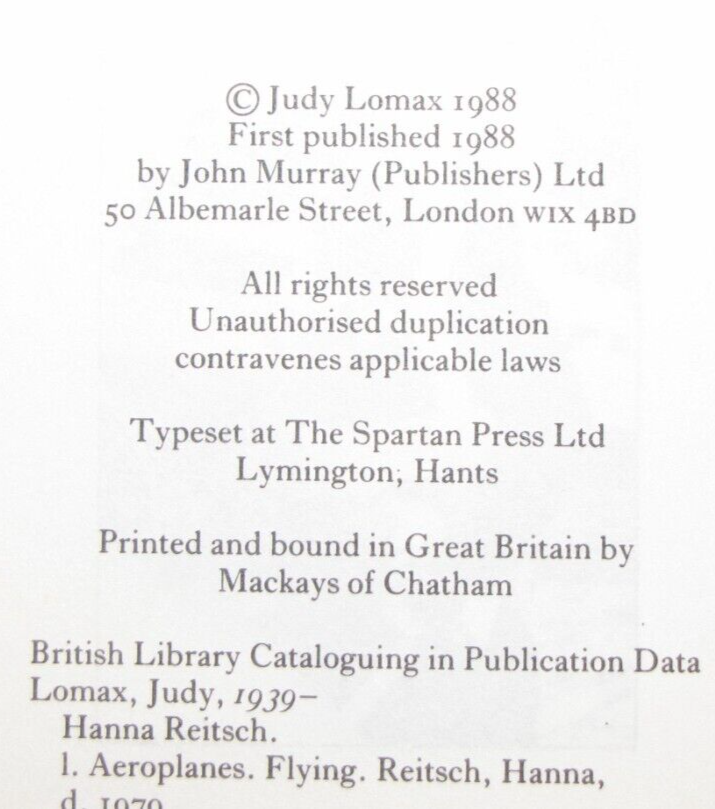 © Judy Lomax 1988
First published 1988
by John Murray (Publishers) Ltd
50 Albemarle Street, London WIX 4BD
All rights reserved
Unauthorised duplication
contravenes applicable laws
Typeset at The Spartan Press Ltd
Lymington, Hants
Printed and bound in Great Britain by
Mackays of Chatham
British Library Cataloguing in Publication Data
Lomax, Judy, 1939–
Hanna Reitsch.
1. Aeroplanes. Flying. Reitsch, Hanna,
d. 1979